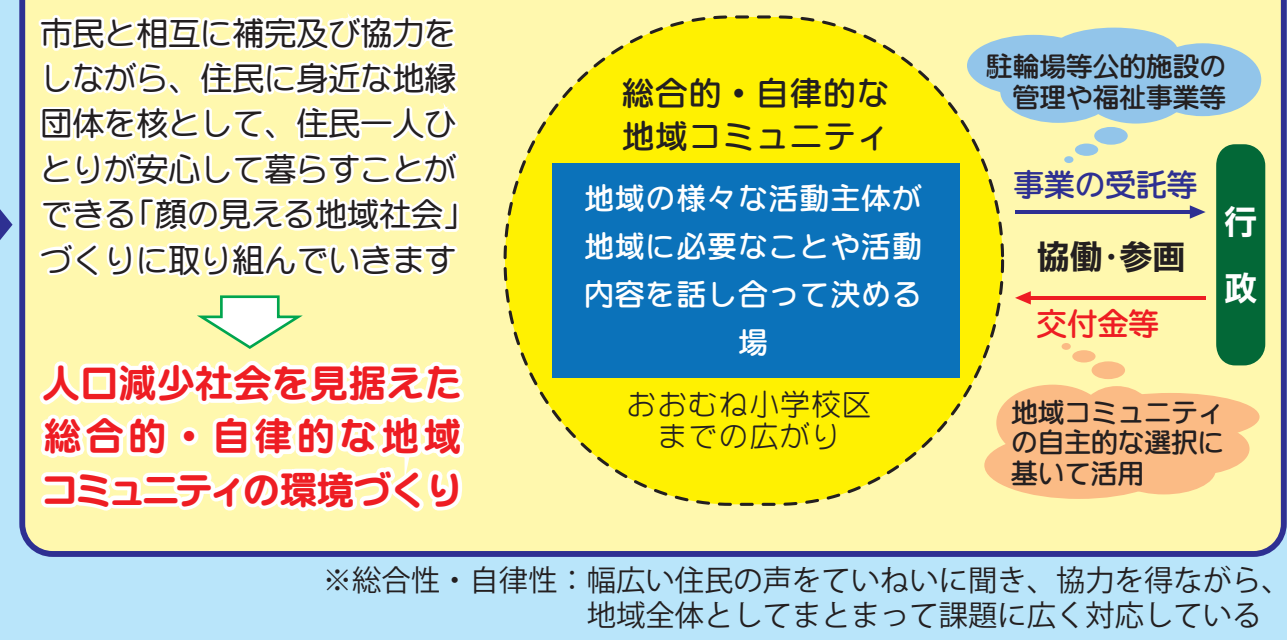 市民と相互に補完及び協力を
しながら、住民に身近な地縁
団体を核として、住民一人ひ
とりが安心して暮らすことが
できる「顔の見える地域社会」
づくりに取り組んでいきます
人口減少社会を見据えた
総合的・自律的な地域
コミュニティの環境づくり
総合的・自律的な
地域コミュニティ
地域の様々な活動主体が
地域に必要なことや活動
内容を話し合って決める
場
おおむね小学校区
までの広がり
駐輪場等公的施設の
管理や福祉事業等
事業の受託等
協働・参画
交付金等
地域コミュニティ
の自主的な選択に
基いて活用
行政
※総合性・自律性：幅広い住民の声をていねいに聞き、協力を得ながら、
地域全体としてまとまって課題に広く対応している